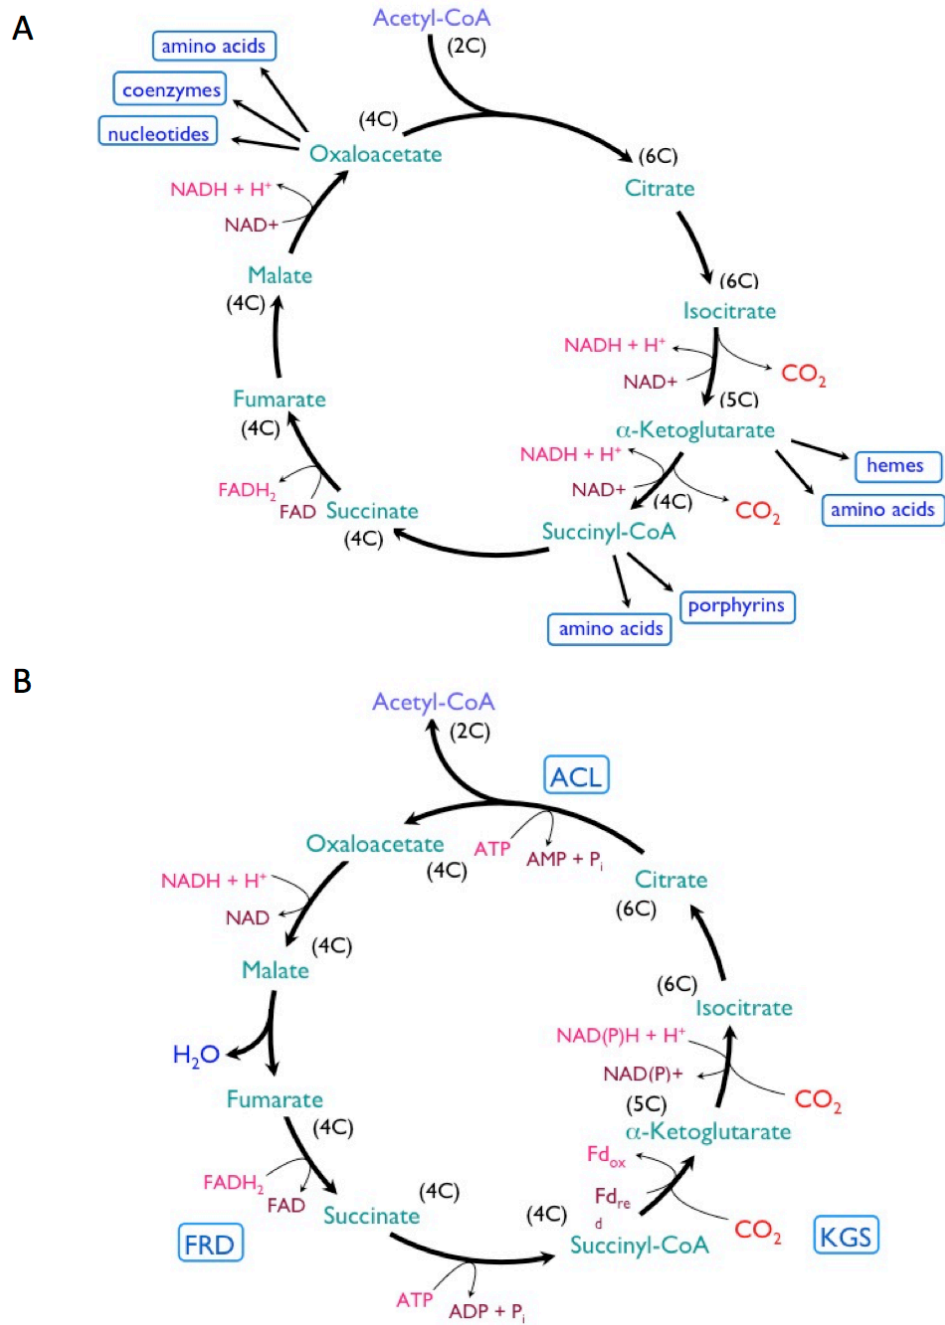 A
Acetyl-CoA
(2C)
amino acids
coenzymes
nucleotides
(4C)
Oxaloacetate
(6C)
Citrate
NADH + H⁺
NAD+
Malate
(4C)
(6C)
Isocitrate
NADH + H⁺
NAD+
CO₂
(5C)
α-Ketoglutarate
Fumarate
(4C)
NADH + H⁺
NAD+
(4C)
CO₂
hemes
amino acids
FADH₂
FAD
Succinate
(4C)
Succinyl-CoA
porphyrins
amino acids
B
Acetyl-CoA
(2C)
ACL
Oxaloacetate
(4C)
ATP
AMP + Pᵢ
Citrate
(6C)
NADH + H⁺
NAD
(4C)
Malate
(6C)
Isocitrate
H₂O
NAD(P)H + H⁺
NAD(P)+
CO₂
Fumarate
(4C)
(5C)
α-Ketoglutarate
FADH₂
FAD
Fdox
Fdre
d
CO₂
(4C)
Succinate
(4C)
Succinyl-CoA
FRD
KGS
ATP
ADP + Pᵢ